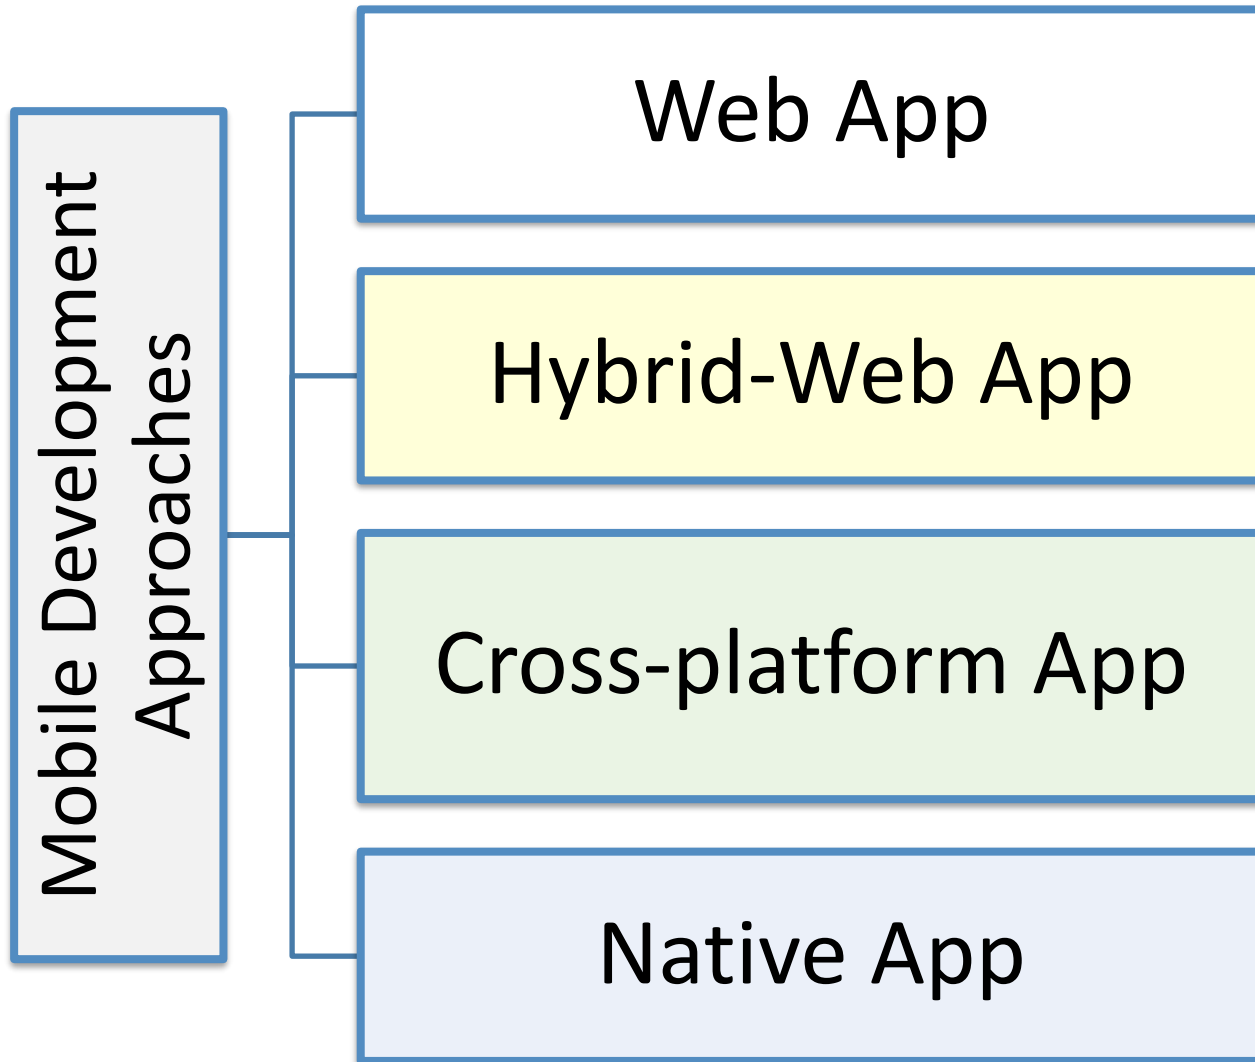 Mobile Development
Approaches
Web App
Hybrid-Web App
Cross-platform App
Native App